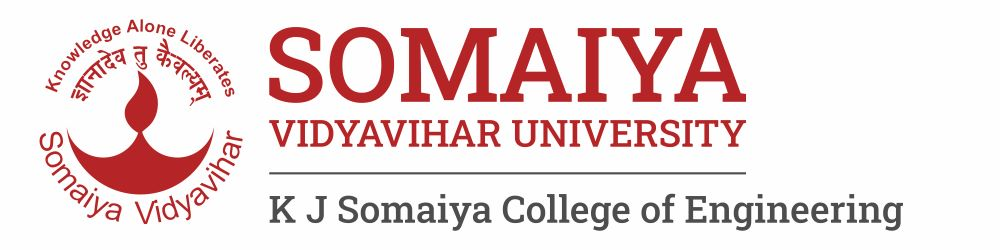 Knowledge Alone Liberates
ज्ञानादेव तु कैवल्यम्
Somaiya Vidyavihar
SOMAIYA
VIDYAVIHAR UNIVERSITY
K J Somaiya College of Engineering